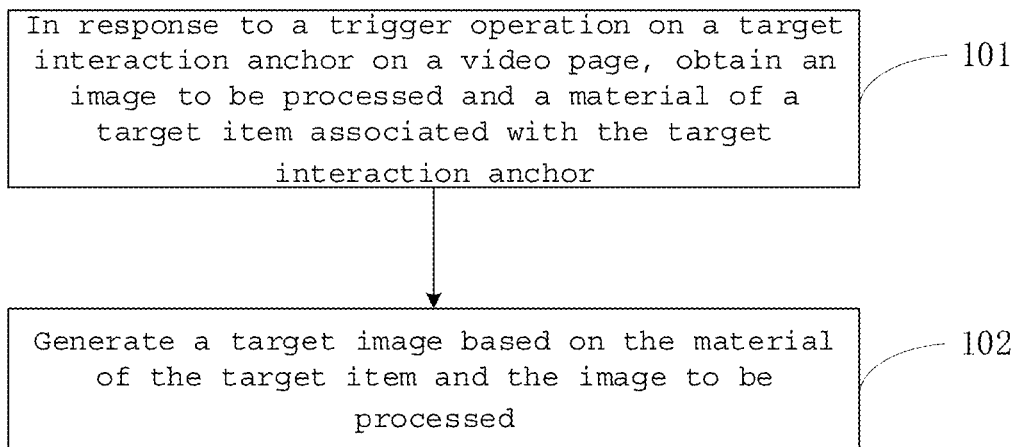 In response to a trigger operation on a target
interaction anchor on a video page, obtain an
image to be processed and a material of a
target item associated with the target
interaction anchor
101
Generate a target image based on the material
of the target item and the image to be
processed
102